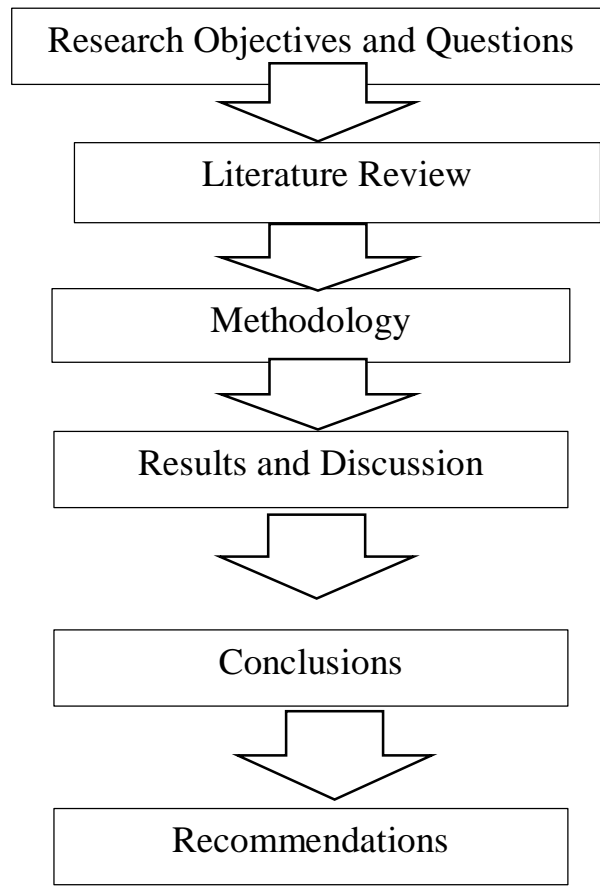 Research Objectives and Questions
Literature Review
Methodology
Results and Discussion
Conclusions
Recommendations